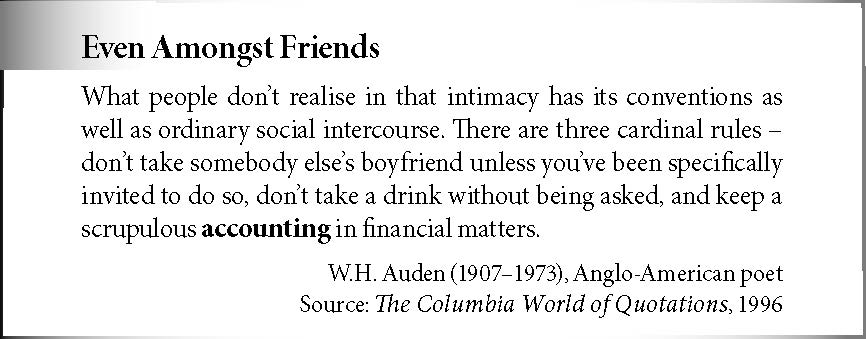 Even Amongst Friends
What people don’t realise in that intimacy has its conventions as
well as ordinary social intercourse. There are three cardinal rules –
don’t take somebody else’s boyfriend unless you’ve been specifically
invited to do so, don’t take a drink without being asked, and keep a
scrupulous accounting in financial matters.
W.H. Auden (1907–1973), Anglo-American poet
Source: The Columbia World of Quotations, 1996